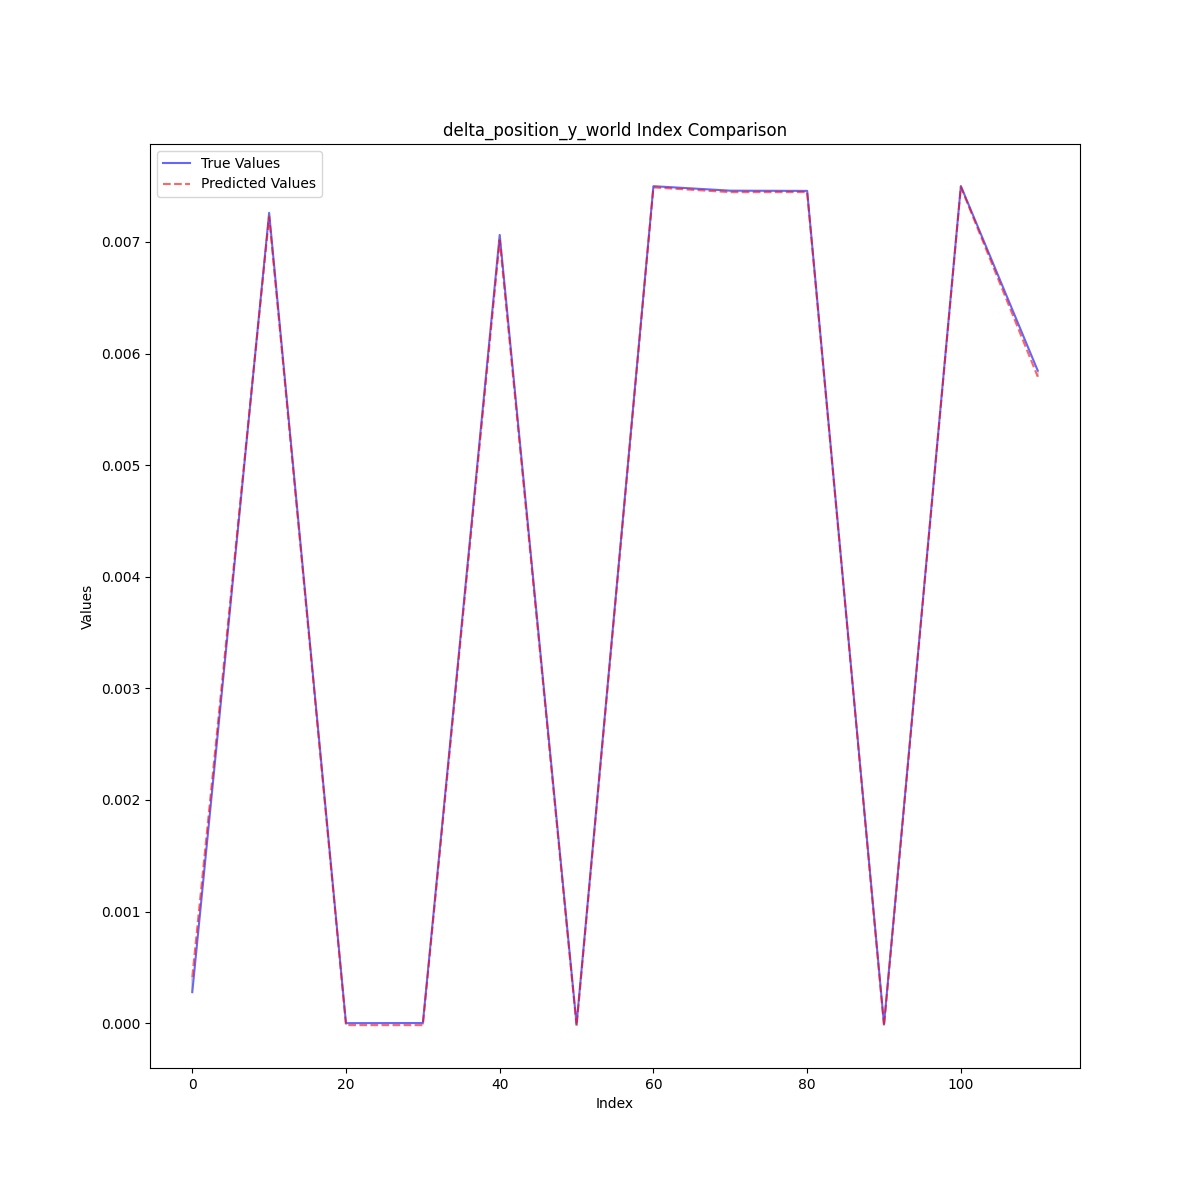 delta_position_y_world Index Comparison
True Values
Predicted Values
0.007
0.006
0.005
0.004
0.003
0.002
0.001
0.000
Values
0 20 40 60 80 100
Index